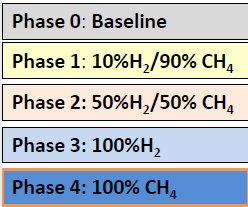 Phase 0: Baseline
Phase 1: 10%H₂/90% CH₄
Phase 2: 50%H₂/50% CH₄
Phase 3: 100%H₂
Phase 4: 100% CH₄